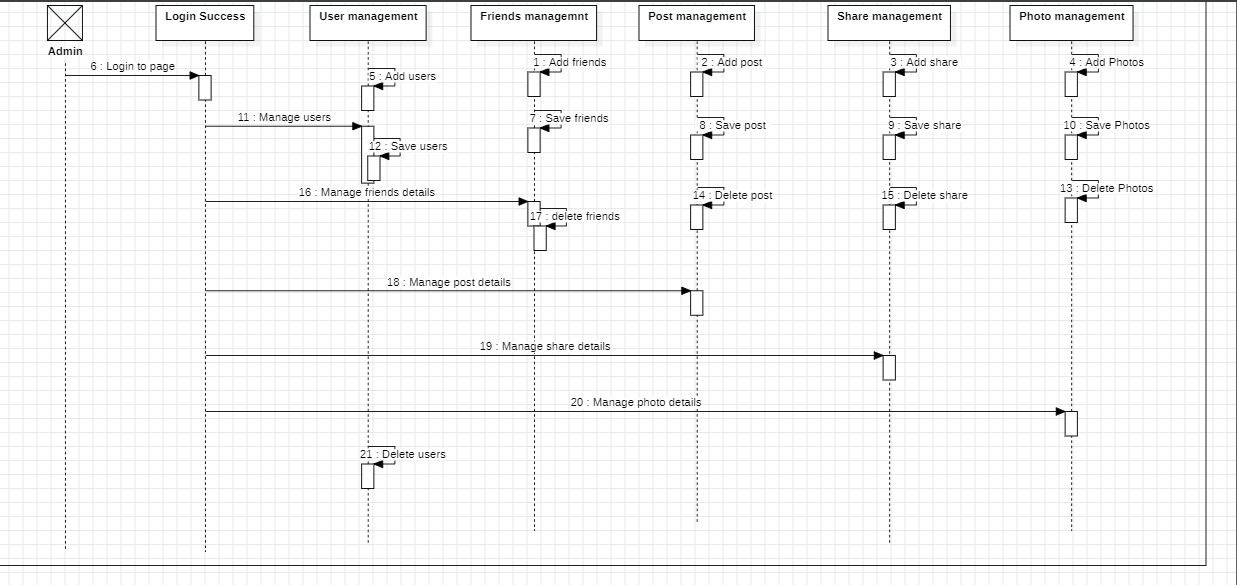 Login Success
User management
Friends managemnt
Post management
Share management
Photo management
Admin
1 : Add friends
2 : Add post
3 : Add share
4 : Add Photos
6 : Login to page
5 : Add users
11 : Manage users
7 : Save friends
8 : Save post
9 : Save share
10 : Save Photos
12 : Save users
16 : Manage friends details
14 : Delete post
15 : Delete share
13 : Delete Photos
17 : delete friends
18 : Manage post details
19 : Manage share details
20 : Manage photo details
21 : Delete users